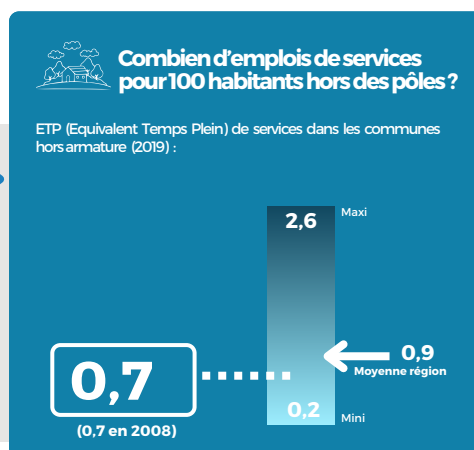 Combien d'emplois de services
pour 100 habitants hors des pôles ?
ETP (Equivalent Temps Plein) de services dans les communes
hors armature (2019) :
2,6
Maxi
0,9
Moyenne région
0,7
0,2
Mini
(0,7 en 2008)